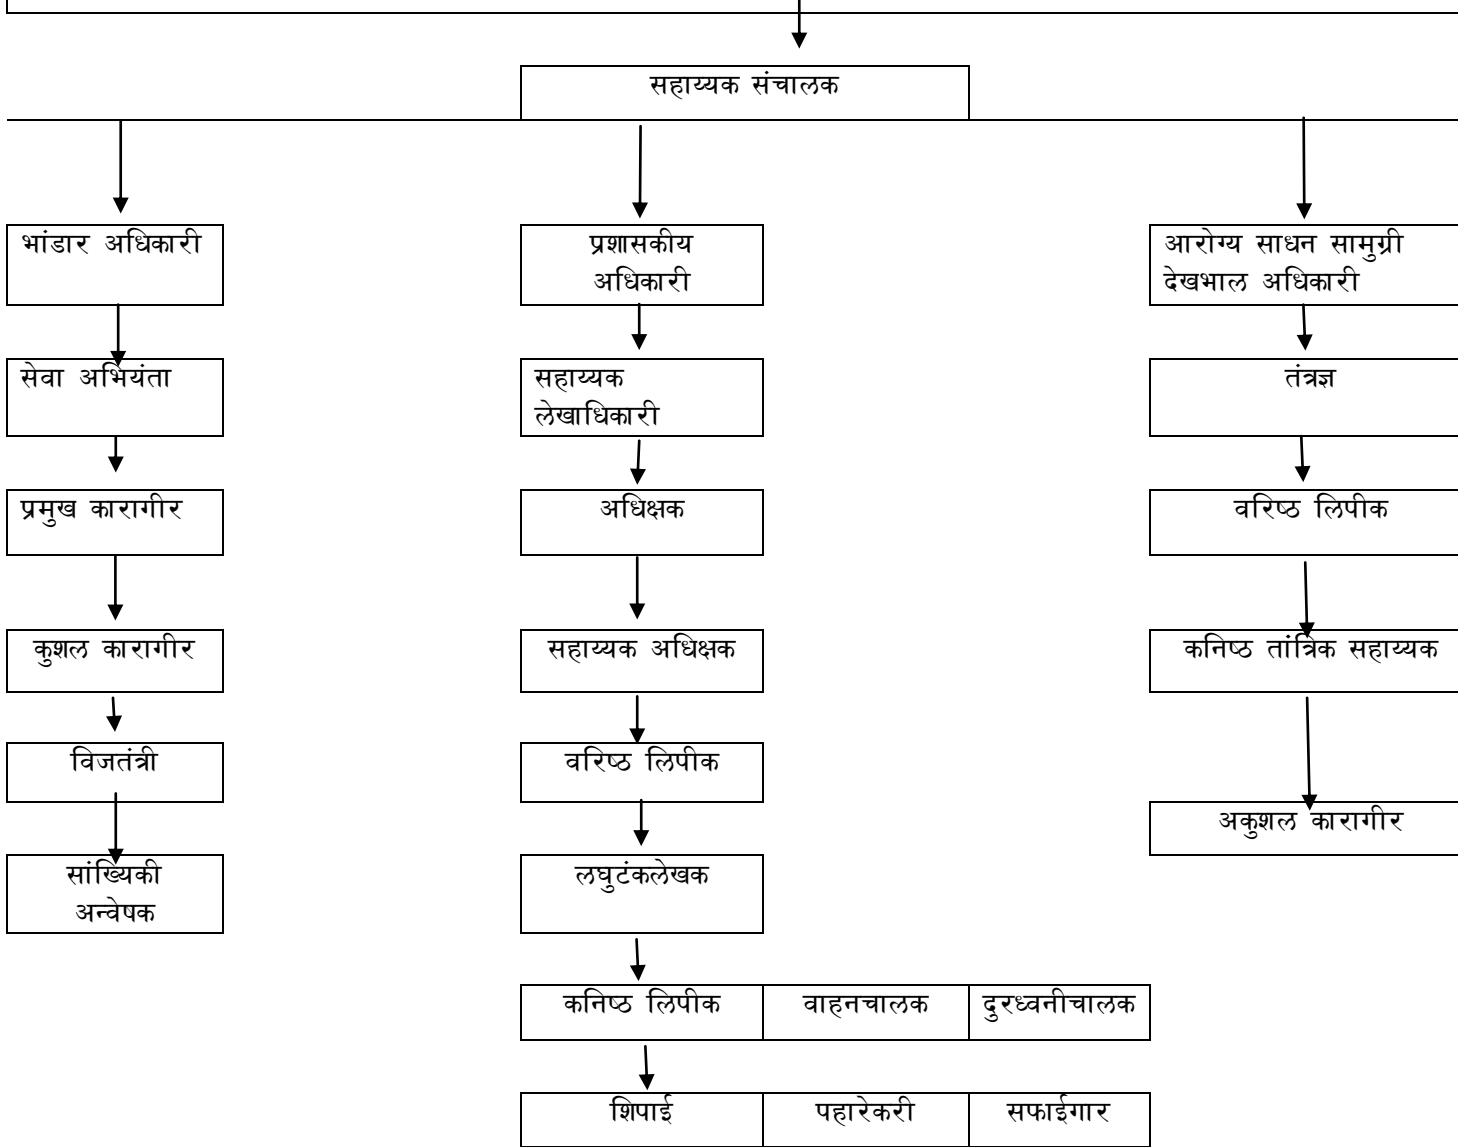 सहाय्यक संचालक
भांडार अधिकारी
प्रशासकीय
अधिकारी
आरोग्य साधन सामुग्री
देखभाल अधिकारी
सेवा अभियंता
सहाय्यक
लेखाधिकारी
तंत्रज्ञ
प्रमुख कारागीर
अधिक्षक
वरिष्ठ लिपीक
कुशल कारागीर
सहाय्यक अधिक्षक
कनिष्ठ तांत्रिक सहाय्यक
विजतंत्री
वरिष्ठ लिपीक
अकुशल कारागीर
सांख्यिकी
अन्वेषक
लघुटंकलेखक
कनिष्ठ लिपीक
वाहनचालक
दुरध्वनीचालक
शिपाई
पहारेकरी
सफाईगार